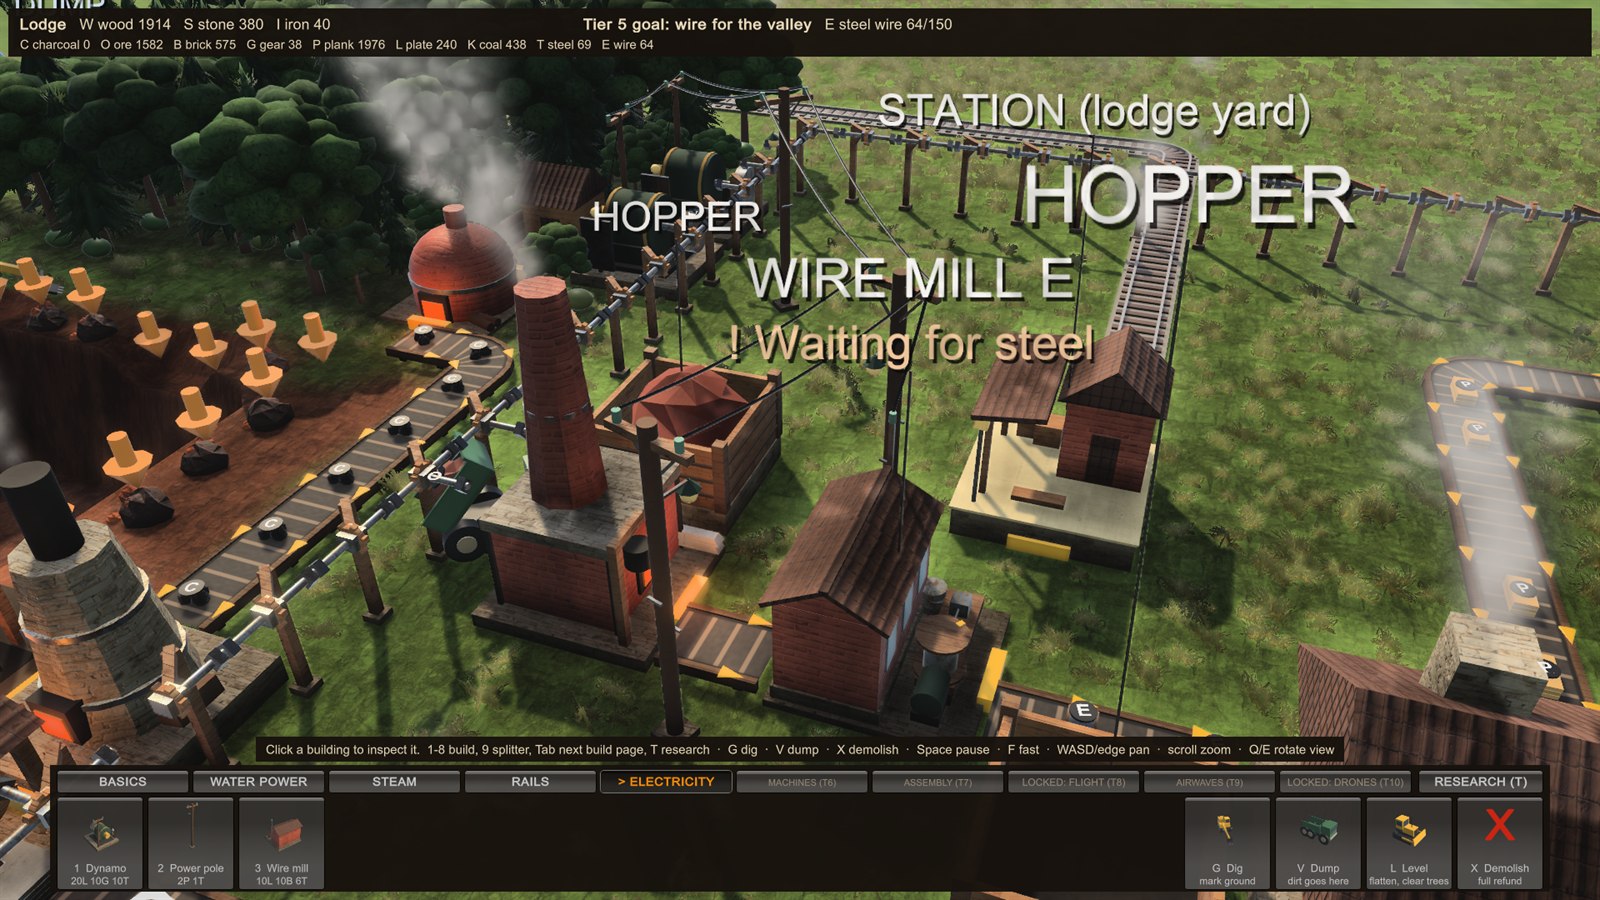 DUMP
Lodge W wood 1914 S stone 380 I iron 40
Tier 5 goal: wire for the valley E steel wire 64/150
C charcoal 0 O ore 1582 B brick 575 G gear 38 P plank 1976 L plate 240 K coal 438 T steel 69 E wire 64
STATION (lodge yard)
HOPPER
HOPPER
WIRE MILL E
! Waiting for steel
C
C
C
C
C
C
C
P
E
Click a building to inspect it. 1-8 build, 9 splitter, Tab next build page, T research · G dig · V dump · X demolish · Space pause · F fast · WASD/edge pan · scroll zoom · Q/E rotate view
BASICS
WATER POWER
STEAM
RAILS
> ELECTRICITY
MACHINES (T6)
ASSEMBLY (T7)
LOCKED: FLIGHT (T8)
AIRWAVES (T9)
LOCKED: DRONES (T10)
RESEARCH (T)
1 Dynamo
20L 10G 10T
2 Power pole
2P 1T
3 Wire mill
10L 10B 6T
G Dig
mark ground
V Dump
dirt goes here
L Level
flatten, clear trees
X Demolish
full refund